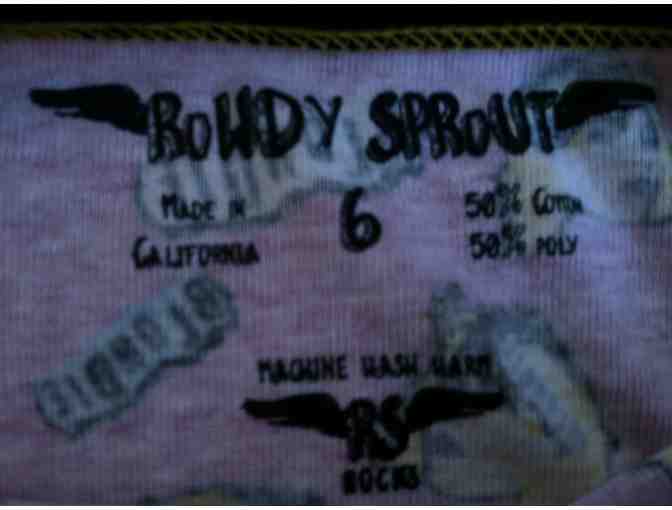 ROWDY SPROUT
MADE IN
CALIFORNIA
6
50% COTTON
50% POLY
MACHINE WASH WARM
RS
ROCKS